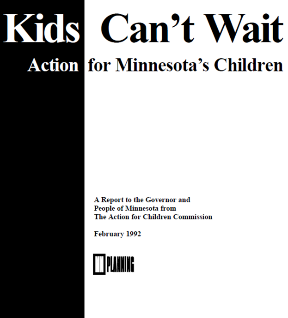 Kids Can't Wait
Action for Minnesota's Children
A Report to the Governor and
People of Minnesota from
The Action for Children Commission
February 1992
PLANNING